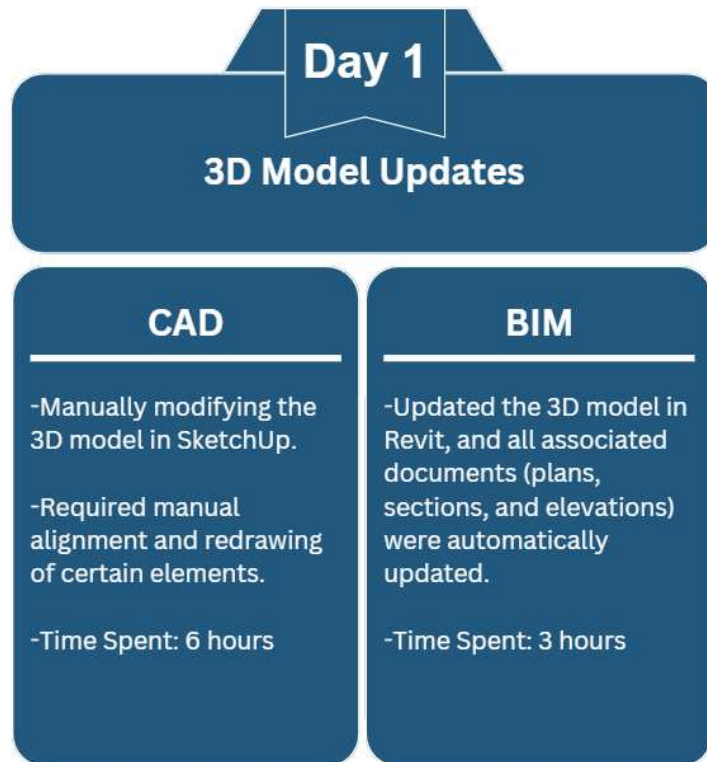 Day 1
3D Model Updates
CAD
-Manually modifying the
3D model in SketchUp.
-Required manual
alignment and redrawing
of certain elements.
-Time Spent: 6 hours
BIM
-Updated the 3D model in
Revit, and all associated
documents (plans,
sections, and elevations)
were automatically
updated.
-Time Spent: 3 hours